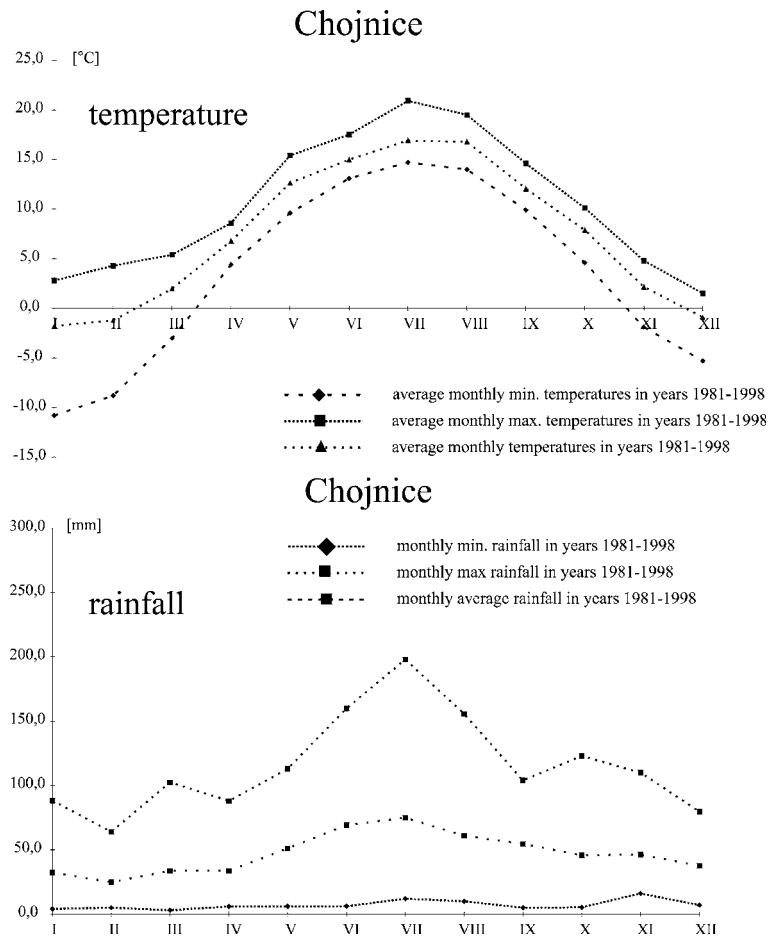 Chojnice
25,0 [°C]
temperature
20,0
15,0
10,0
5,0
0,0
I II III IV V VI VII VIII IX X XI XII
-5,0
average monthly min. temperatures in years 1981-1998
-10,0
average monthly max. temperatures in years 1981-1998
average monthly temperatures in years 1981-1998
-15,0
Chojnice
300,0 [mm]
monthly min. rainfall in years 1981-1998
monthly max rainfall in years 1981-1998
250,0
monthly average rainfall in years 1981-1998
rainfall
200,0
150,0
100,0
50,0
0,0
I II III IV V VI VII VIII IX X XI XII